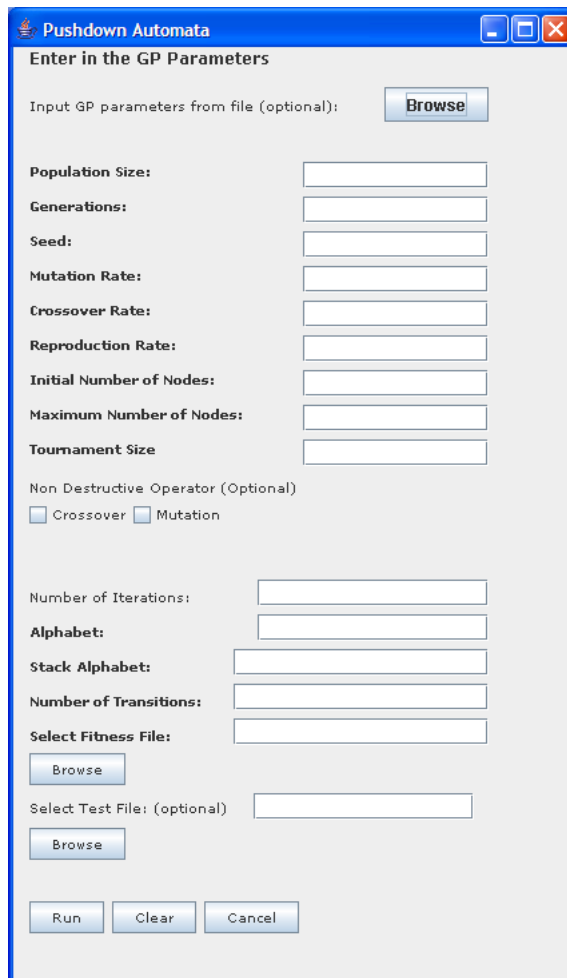 Pushdown Automata
Enter in the GP Parameters
Input GP parameters from file (optional): Browse
Population Size:
Generations:
Seed:
Mutation Rate:
Crossover Rate:
Reproduction Rate:
Initial Number of Nodes:
Maximum Number of Nodes:
Tournament Size
Non Destructive Operator (Optional)
Crossover Mutation
Number of Iterations:
Alphabet:
Stack Alphabet:
Number of Transitions:
Select Fitness File:
Browse
Select Test File: (optional)
Browse
Run Clear Cancel